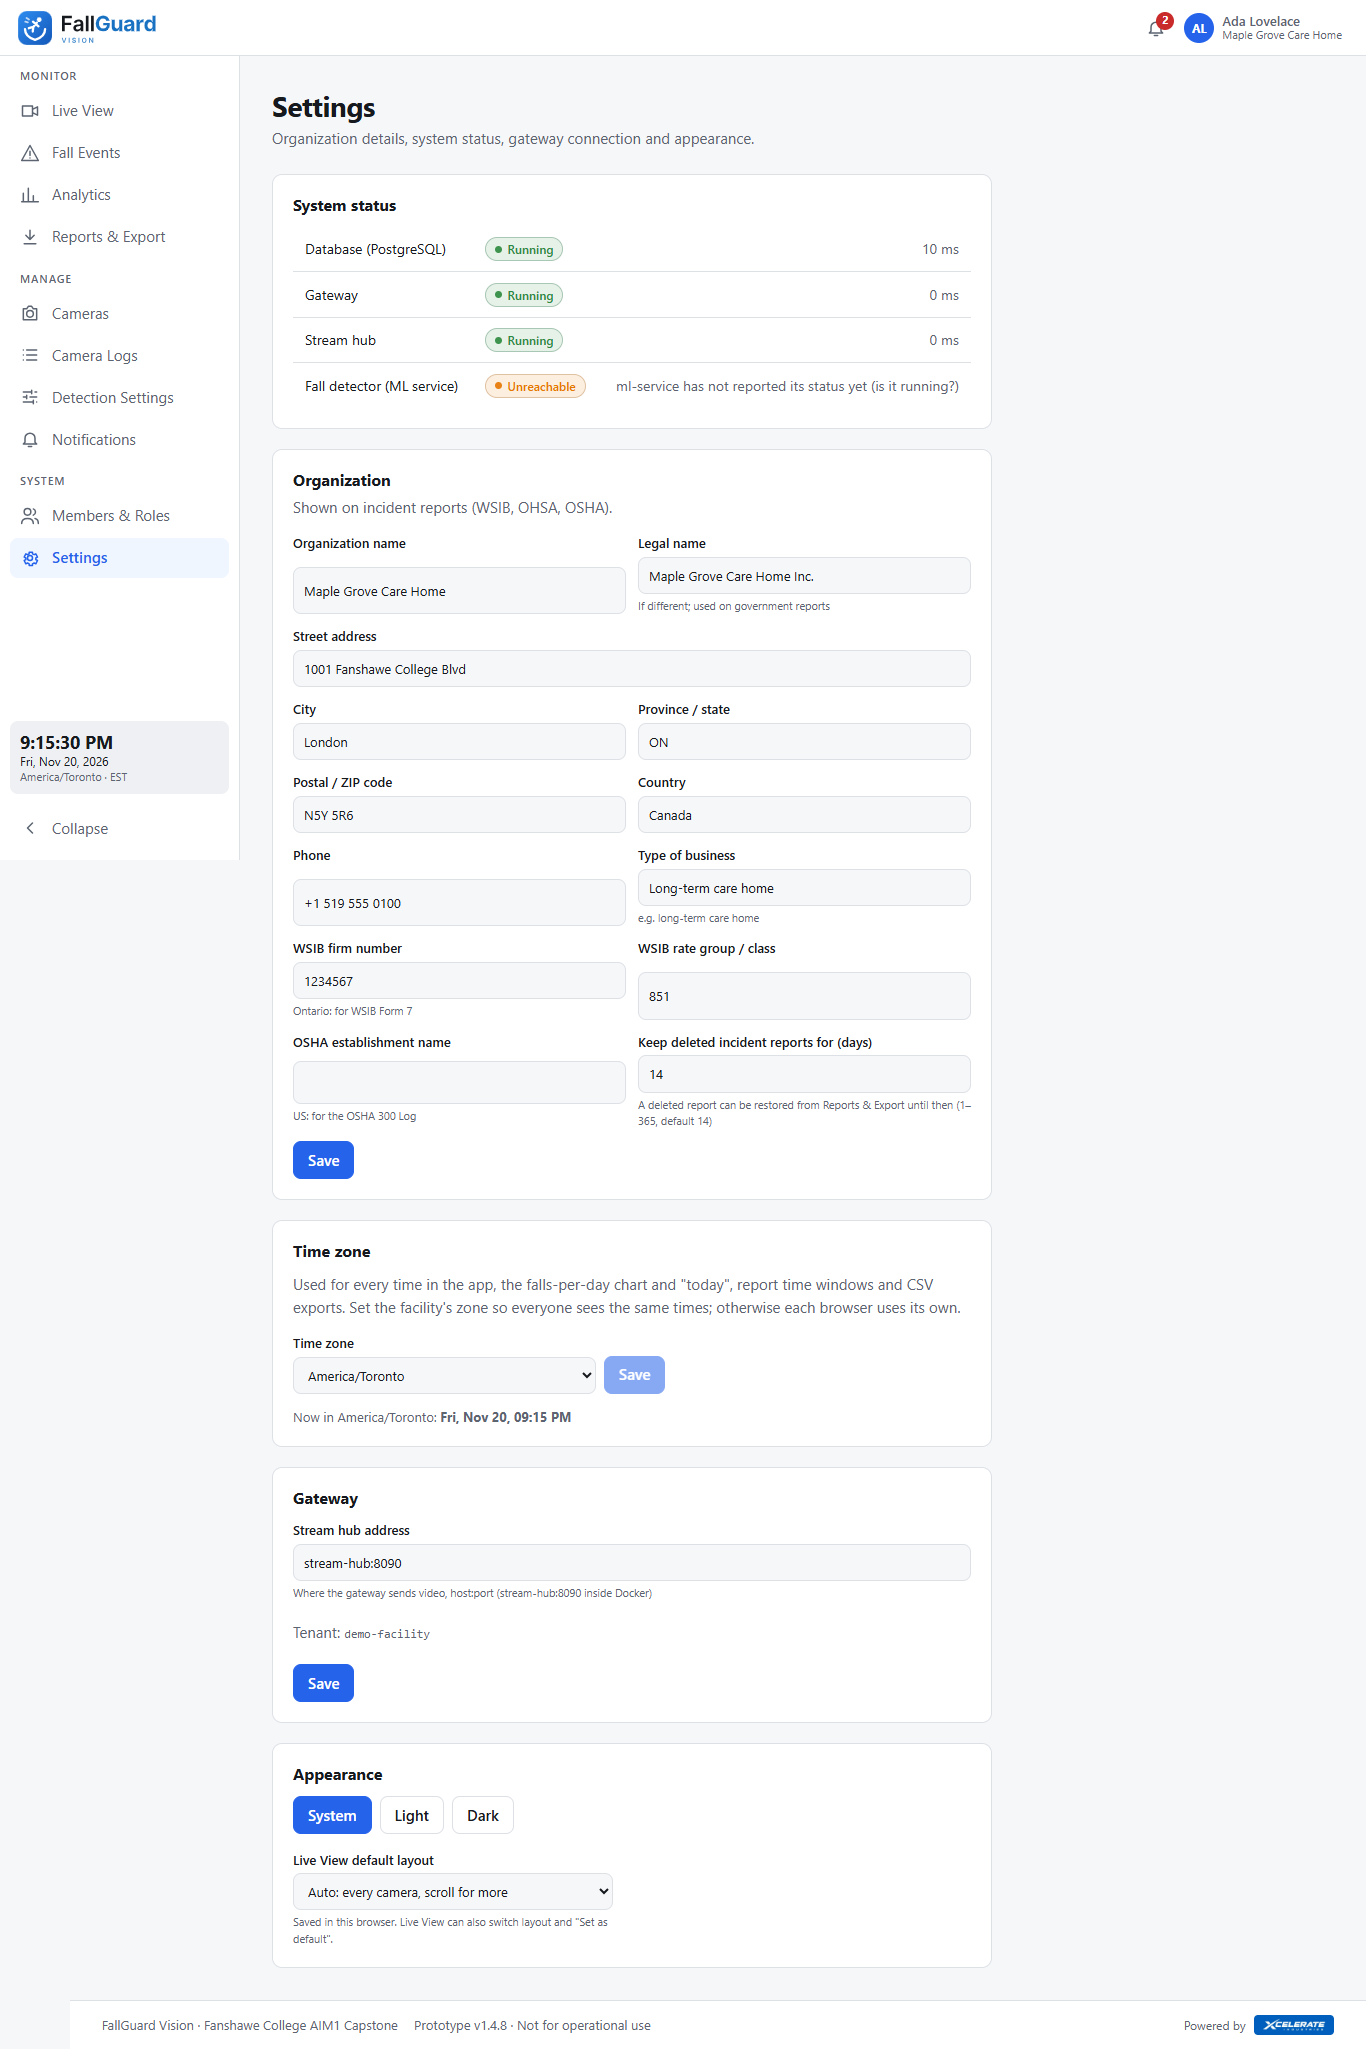 FallGuard
VISION
2
AL
Ada Lovelace
Maple Grove Care Home
MONITOR
Live View
Fall Events
Analytics
Reports & Export
MANAGE
Cameras
Camera Logs
Detection Settings
Notifications
SYSTEM
Members & Roles
Settings
9:15:30 PM
Fri, Nov 20, 2026
America/Toronto · EST
Collapse
Settings
Organization details, system status, gateway connection and appearance.
System status
Database (PostgreSQL) Running 10 ms
Gateway Running 0 ms
Stream hub Running 0 ms
Fall detector (ML service) Unreachable ml-service has not reported its status yet (is it running?)
Organization
Shown on incident reports (WSIB, OHSA, OSHA).
Organization name
Maple Grove Care Home
Legal name
Maple Grove Care Home Inc.
If different; used on government reports
Street address
1001 Fanshawe College Blvd
City
London
Province / state
ON
Postal / ZIP code
N5Y 5R6
Country
Canada
Phone
+1 519 555 0100
Type of business
Long-term care home
e.g. long-term care home
WSIB firm number
1234567
Ontario: for WSIB Form 7
WSIB rate group / class
851
OSHA establishment name
US: for the OSHA 300 Log
Keep deleted incident reports for (days)
14
A deleted report can be restored from Reports & Export until then (1–
365, default 14)
Save
Time zone
Used for every time in the app, the falls-per-day chart and "today", report time windows and CSV
exports. Set the facility's zone so everyone sees the same times; otherwise each browser uses its own.
Time zone
America/Toronto
Save
Now in America/Toronto: Fri, Nov 20, 09:15 PM
Gateway
Stream hub address
stream-hub:8090
Where the gateway sends video, host:port (stream-hub:8090 inside Docker)
Tenant: demo-facility
Save
Appearance
System
Light
Dark
Live View default layout
Auto: every camera, scroll for more
Saved in this browser. Live View can also switch layout and "Set as
default".
FallGuard Vision · Fanshawe College AIM1 Capstone Prototype v1.4.8 · Not for operational use
Powered by XCELERATE